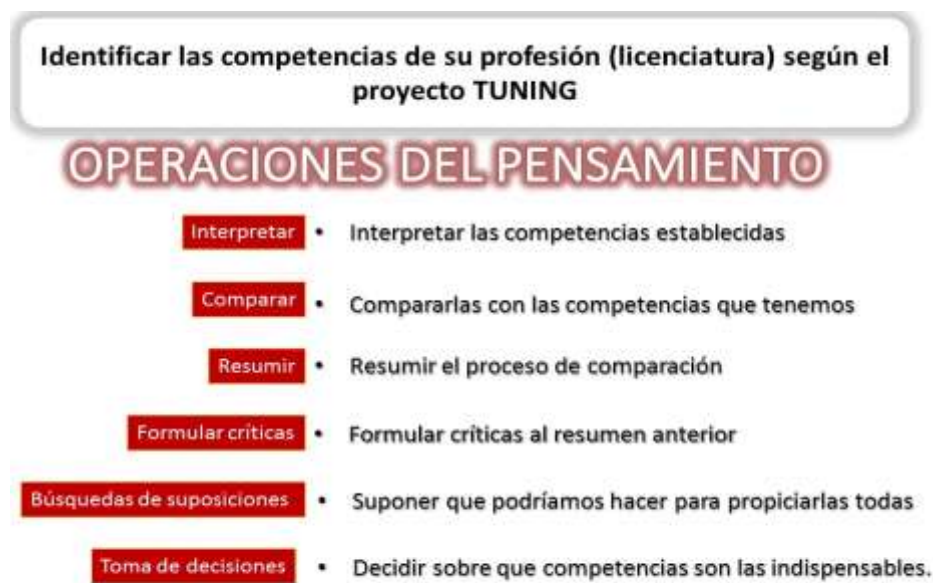 Identificar las competencias de su profesión (licenciatura) según el
proyecto TUNING
OPERACIONES DEL PENSAMIENTO
Interpretar • Interpretar las competencias establecidas
Comparar • Compararlas con las competencias que tenemos
Resumir • Resumir el proceso de comparación
Formular críticas • Formular críticas al resumen anterior
Búsquedas de suposiciones • Suponer que podríamos hacer para propiciarlas todas
Toma de decisiones • Decidir sobre que competencias son las indispensables.